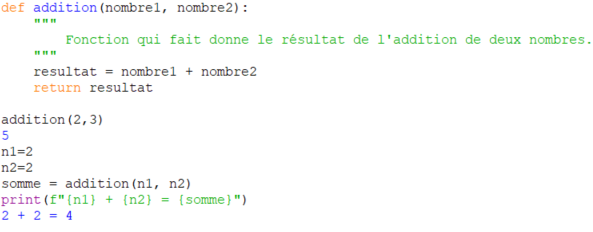 def addition(nombre1, nombre2):
    """
        Fonction qui fait donne le résultat de l'addition de deux nombres.
    """
    resultat = nombre1 + nombre2
    return resultat

addition(2,3)
5
n1=2
n2=2
somme = addition(n1, n2)
print(f"{n1} + {n2} = {somme}")
2 + 2 = 4